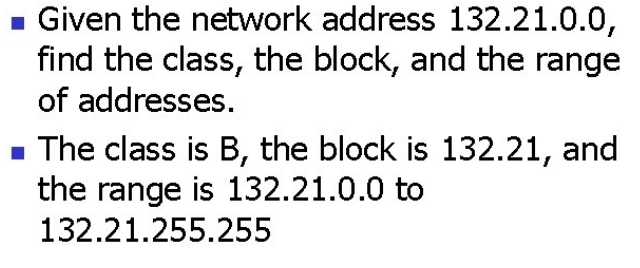 ▪ Given the network address 132.21.0.0,
find the class, the block, and the range
of addresses.
▪ The class is B, the block is 132.21, and
the range is 132.21.0.0 to
132.21.255.255